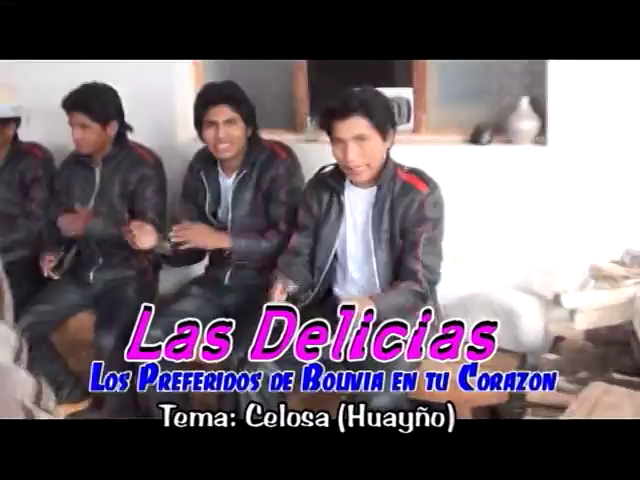 Las Delicias
Los Preferidos de Bolivia en tu Corazon
Tema: Celosa (Huayño)